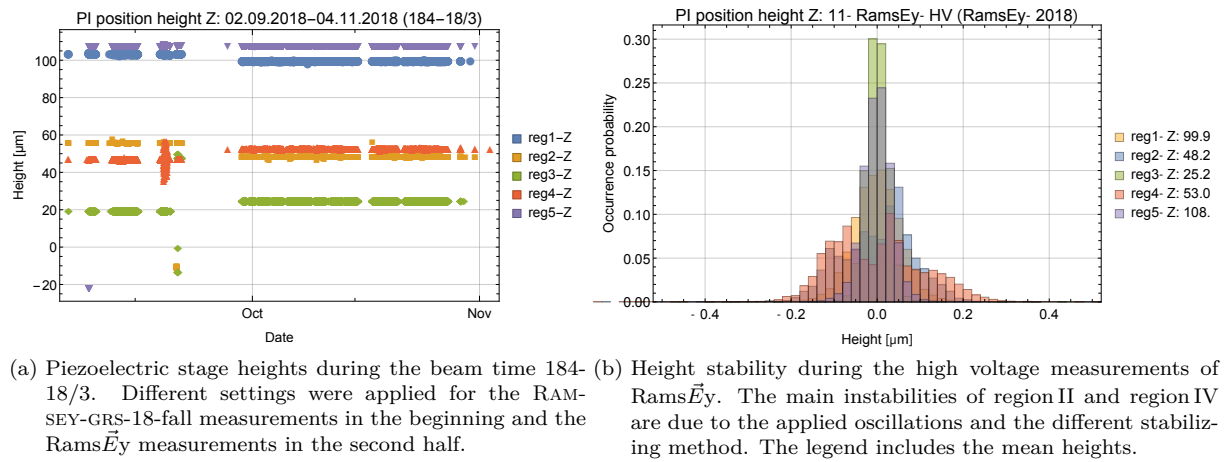 PI position height Z: 02.09.2018–04.11.2018 (184–18/3)
Height [μm]
100
80
60
40
20
0
−20
Oct
Nov
Date
reg1–Z
reg2–Z
reg3–Z
reg4–Z
reg5–Z
(a) Piezoelectric stage heights during the beam time 184-
18/3. Different settings were applied for the RAM-
SEY-GRS-18-fall measurements in the beginning and the
Rams$\vec{E}$y measurements in the second half.
PI position height Z: 11- RamsEy- HV (RamsEy- 2018)
Occurrence probability
0.30
0.25
0.20
0.15
0.10
0.05
0.00
- 0.4
- 0.2
0.0
0.2
0.4
Height [μm]
reg1- Z: 99.9
reg2- Z: 48.2
reg3- Z: 25.2
reg4- Z: 53.0
reg5- Z: 108.
(b) Height stability during the high voltage measurements of
Rams$\vec{E}$y. The main instabilities of region II and region IV
are due to the applied oscillations and the different stabiliz-
ing method. The legend includes the mean heights.